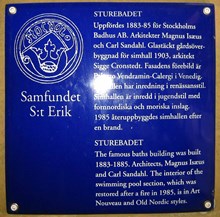 STUREBADET
Uppfördes 1883-85 för Stockholms
Badhus AB. Arkitekter Magnus Isæus
och Carl Sandahl. Glastäckt gårdsöver-
byggnad för simhall 1903, arkitekt
Sigge Cronstedt. Fasadens förebild är
Palazzo Vendramin-Calergi i Venedig.
hallen har inredning i renässansstil.
Simhallen är inredd i jugendstil med
fornnordiska och moriska inslag.
1985 återuppbyggdes simhallen efter
en brand.
Samfundet
S:t Erik
STUREBADET
The famous baths building was built
1883-1885. Architects, Magnus Isæus
and Carl Sandahl. The interior of the
swimming pool section, which was
restored after a fire in 1985, is in Art
Nouveau and Old Nordic styles.